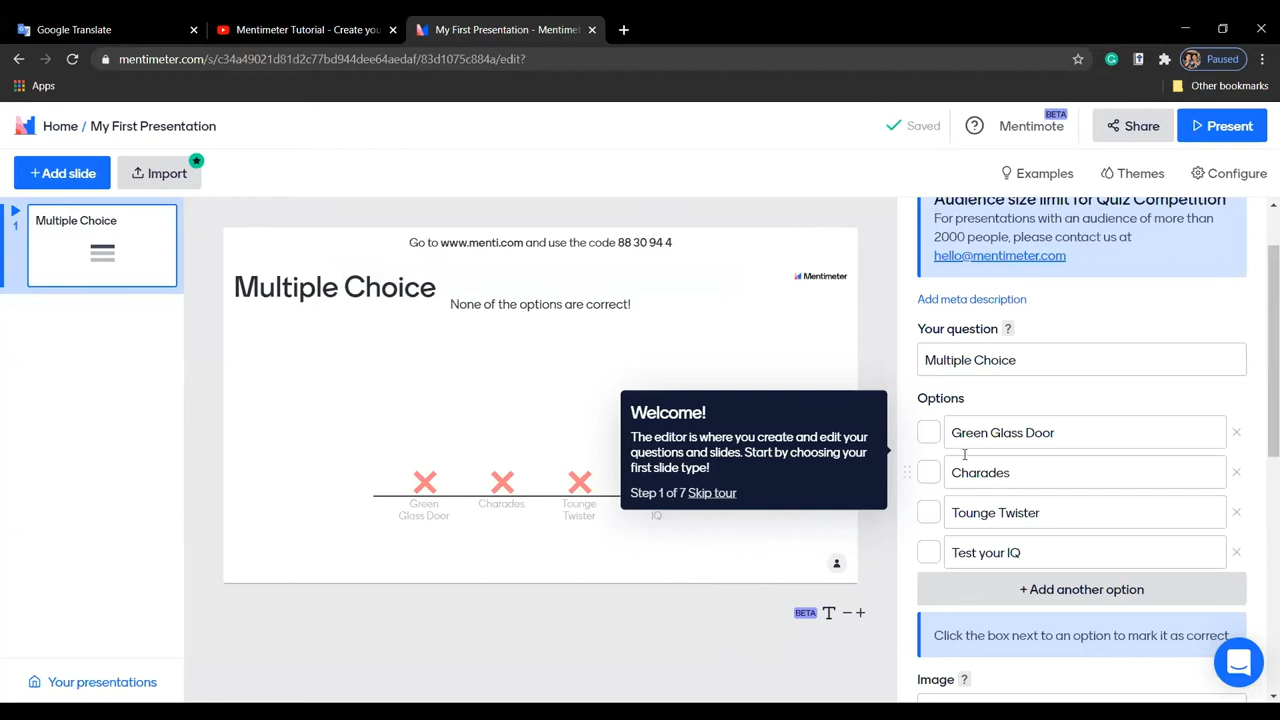 Google Translate
Mentimeter Tutorial - Create you
My First Presentation - Mentimet
mentimeter.com/s/c34a49021d81d2c77bd944dee64aedaf/83d1075c884a/edit?
Paused
Apps
Other bookmarks
Home / My First Presentation
Saved
Mentimote
BETA
Share
Present
+ Add slide
Import
Examples
Themes
Configure
1
Multiple Choice
Go to www.menti.com and use the code 88 30 94 4
Multiple Choice
Mentimeter
None of the options are correct!
Green
Glass Door
Charades
Tounge
Twister
IQ
Welcome!
The editor is where you create and edit your
questions and slides. Start by choosing your
first slide type!
Step 1 of 7 Skip tour
BETA T − +
Your presentations
Audience size limit for Quiz Competition
For presentations with an audience of more than
2000 people, please contact us at
hello@mentimeter.com
Add meta description
Your question ?
Multiple Choice
Options
Green Glass Door
Charades
Tounge Twister
Test your IQ
+ Add another option
Click the box next to an option to mark it as correct.
Image ?